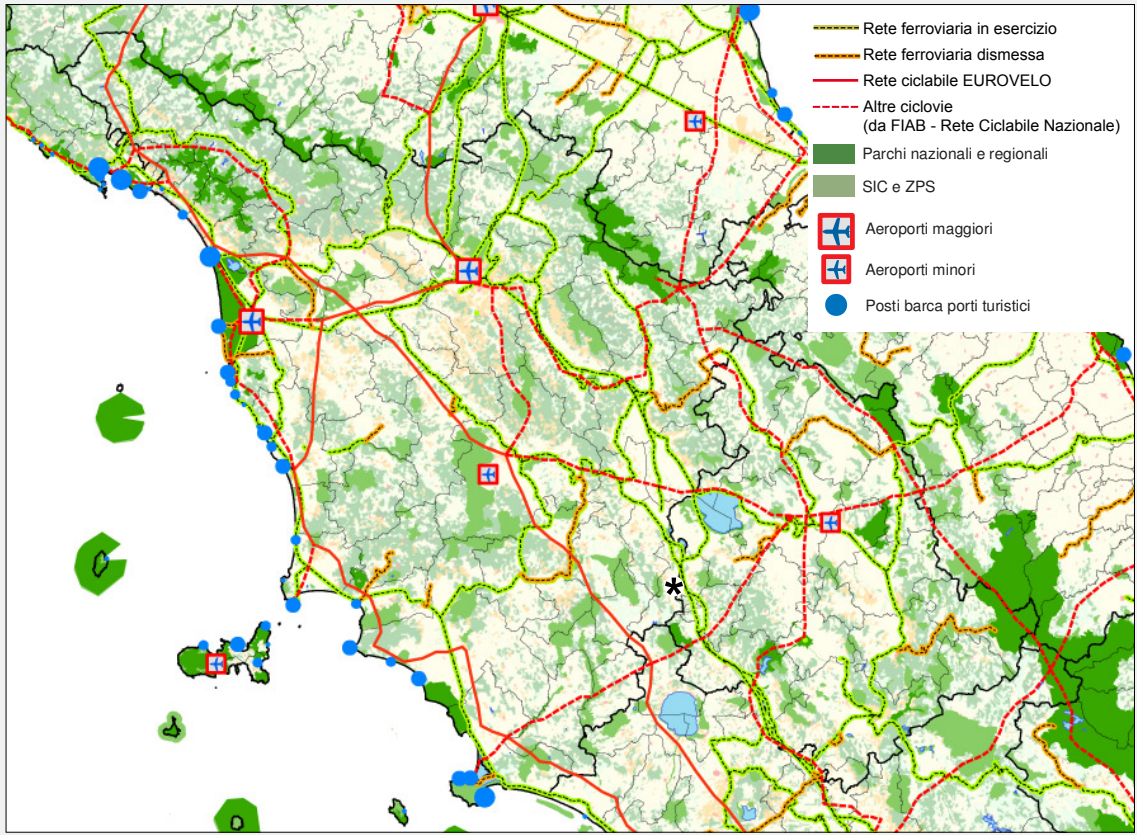 Rete ferroviaria in esercizio
Rete ferroviaria dismessa
Rete ciclabile EUROVELO
Altre ciclovie
(da FIAB - Rete Ciclabile Nazionale)
Parchi nazionali e regionali
SIC e ZPS
Aeroporti maggiori
Aeroporti minori
Posti barca porti turistici
*